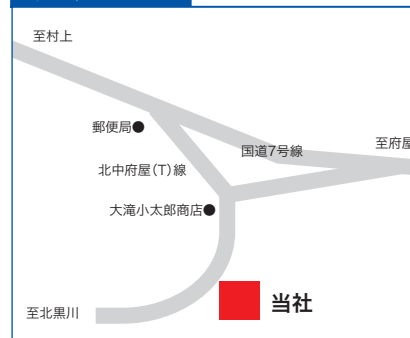 至村上
郵便局●
国道7号線
至府屋
北中府屋(T)線
大滝小太郎商店●
当社
至北黒川